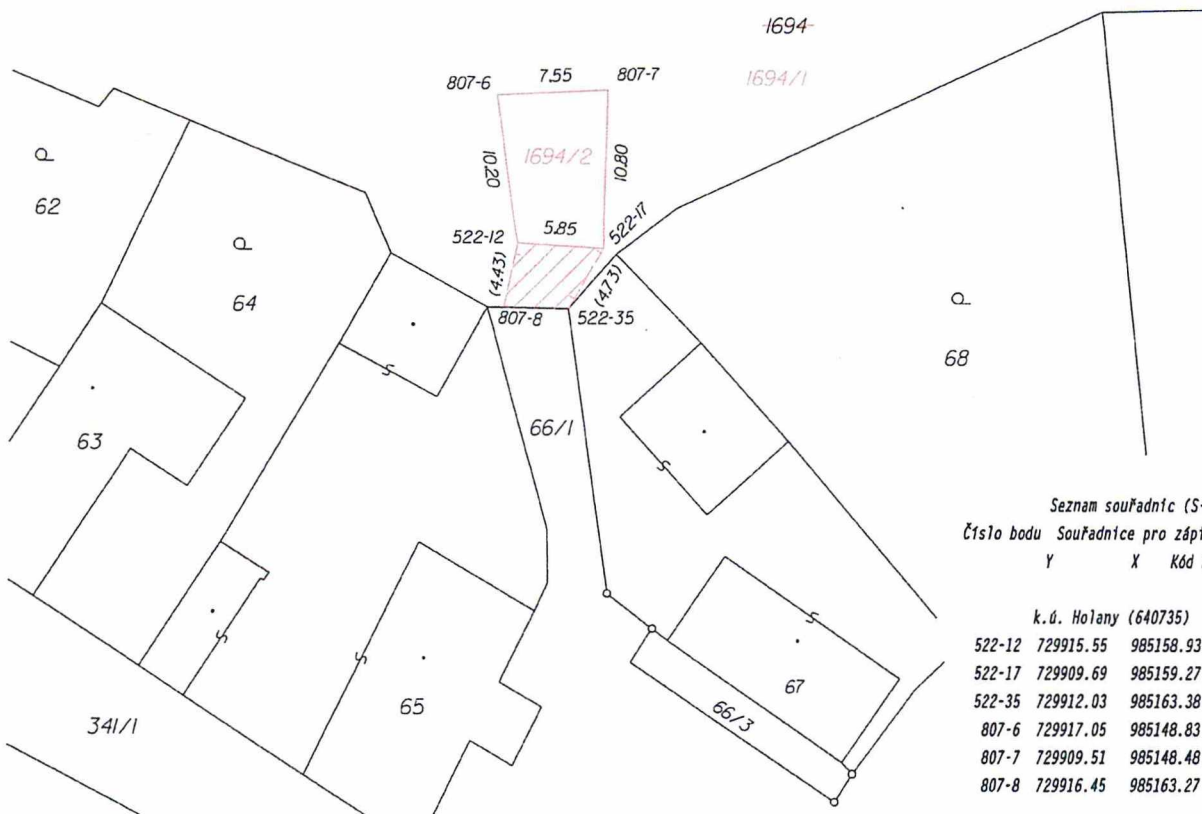 1694
1694/1
807-6 7.55 807-7
10.20 1694/2 10.80
62
522-12 5.85 522-17
64
(4.43) (4.73)
807-8 522-35
68
66/1
63
67
66/3
65
341/1
Seznam souřadnic (S-
Číslo bodu Souřadnice pro zápi
Y X Kód
k.ú. Holany (640735)
522-12 729915.55 985158.93
522-17 729909.69 985159.27
522-35 729912.03 985163.38
807-6 729917.05 985148.83
807-7 729909.51 985148.48
807-8 729916.45 985163.27